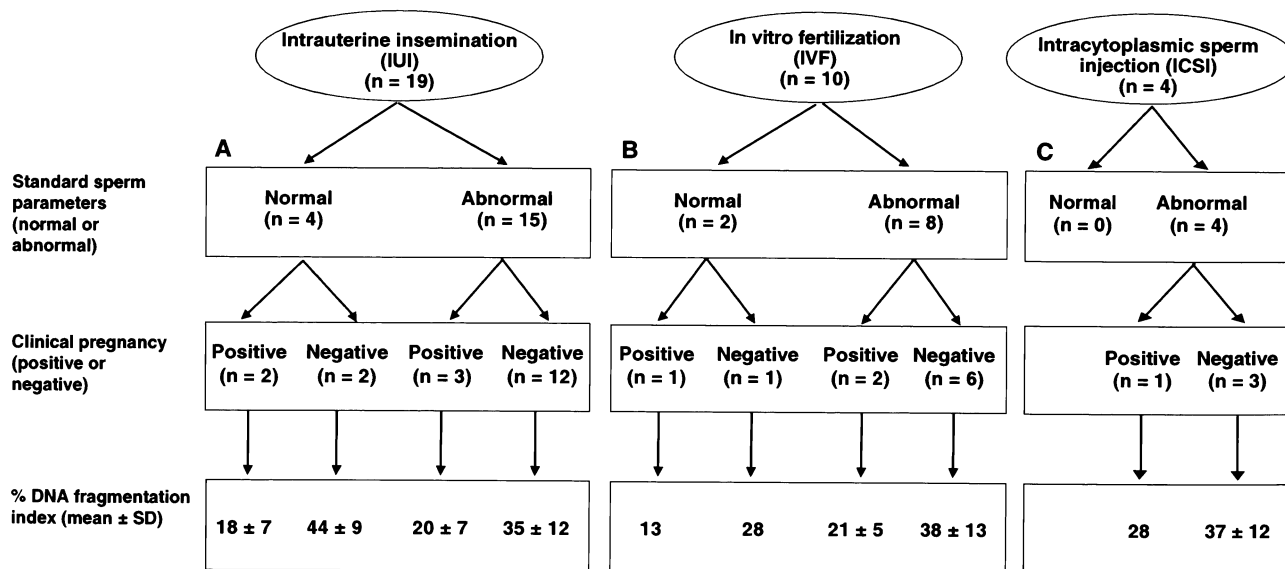 Intrauterine insemination
(IUI)
(n = 19)
In vitro fertilization
(IVF)
(n = 10)
Intracytoplasmic sperm
injection (ICSI)
(n = 4)
A
B
C
Standard sperm
parameters
(normal or
abnormal)
Normal
(n = 4)
Abnormal
(n = 15)
Normal
(n = 2)
Abnormal
(n = 8)
Normal
(n = 0)
Abnormal
(n = 4)
Clinical pregnancy
(positive or
negative)
Positive
(n = 2)
Negative
(n = 2)
Positive
(n = 3)
Negative
(n = 12)
Positive
(n = 1)
Negative
(n = 1)
Positive
(n = 2)
Negative
(n = 6)
Positive
(n = 1)
Negative
(n = 3)
% DNA fragmentation
index (mean ± SD)
18 ± 7
44 ± 9
20 ± 7
35 ± 12
13
28
21 ± 5
38 ± 13
28
37 ± 12